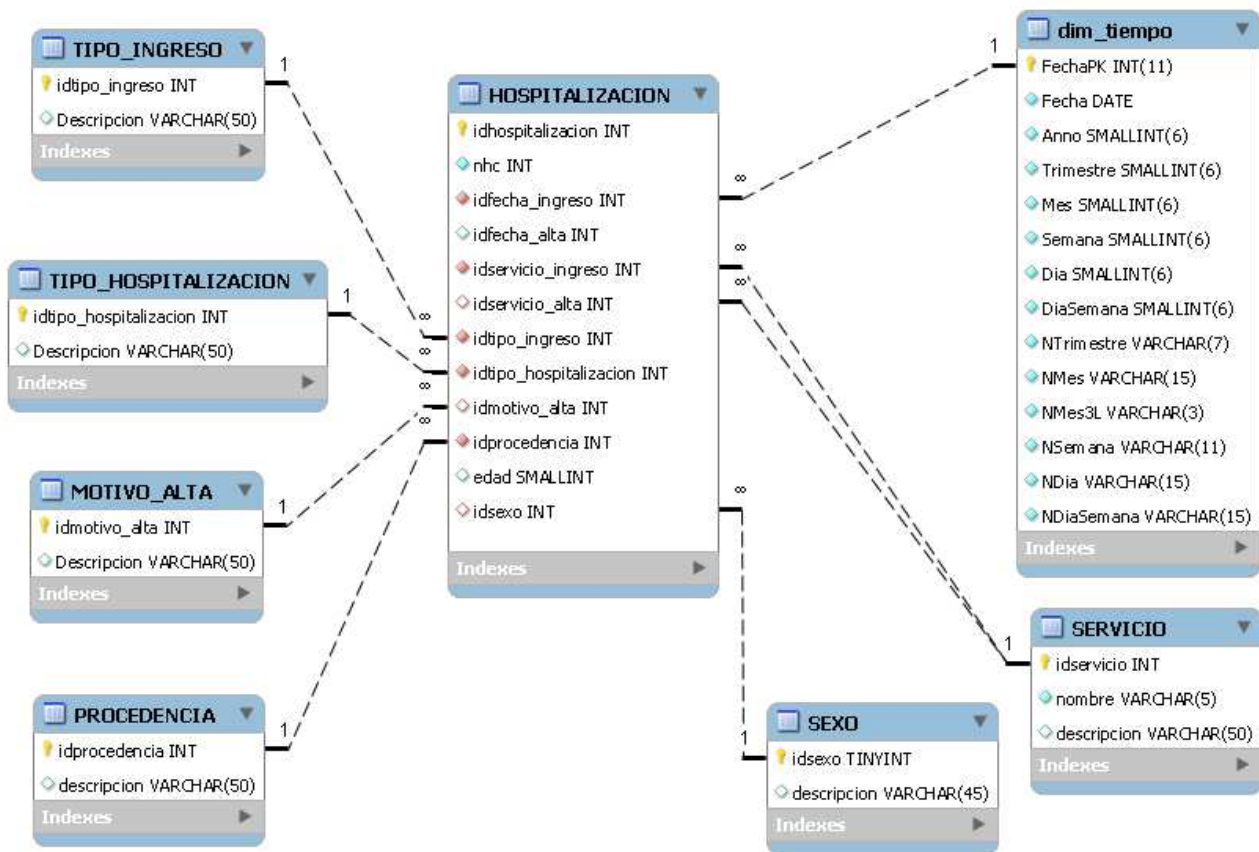 TIPO_INGRESO
idtipo_ingreso INT
Descripcion VARCHAR(50)
Indexes
1
TIPO_HOSPITALIZACION
idtipo_hospitalizacion INT
Descripcion VARCHAR(50)
Indexes
1
MOTIVO_ALTA
idmotivo_alta INT
Descripcion VARCHAR(50)
Indexes
1
PROCEDENCIA
idprocedencia INT
descripcion VARCHAR(50)
Indexes
1
HOSPITALIZACION
idhospitalizacion INT
nhc INT
idfecha_ingreso INT
idfecha_alta INT
idservicio_ingreso INT
idservicio_alta INT
idtipo_ingreso INT
idtipo_hospitalizacion INT
idmotivo_alta INT
idprocedencia INT
edad SMALLINT
idsexo INT
Indexes
∞
∞
∞
∞
∞
∞
∞
∞
1
dim_tiempo
FechaPK INT(11)
Fecha DATE
Anno SMALLINT(6)
Trimestre SMALLINT(6)
Mes SMALLINT(6)
Semana SMALLINT(6)
Dia SMALLINT(6)
DiaSemana SMALLINT(6)
NTrimestre VARCHAR(7)
NMes VARCHAR(15)
NMes3L VARCHAR(3)
NSemana VARCHAR(11)
NDia VARCHAR(15)
NDiaSemana VARCHAR(15)
Indexes
1
SERVICIO
idservicio INT
nombre VARCHAR(5)
descripcion VARCHAR(50)
Indexes
1
SEXO
idsexo TINYINT
descripcion VARCHAR(45)
Indexes